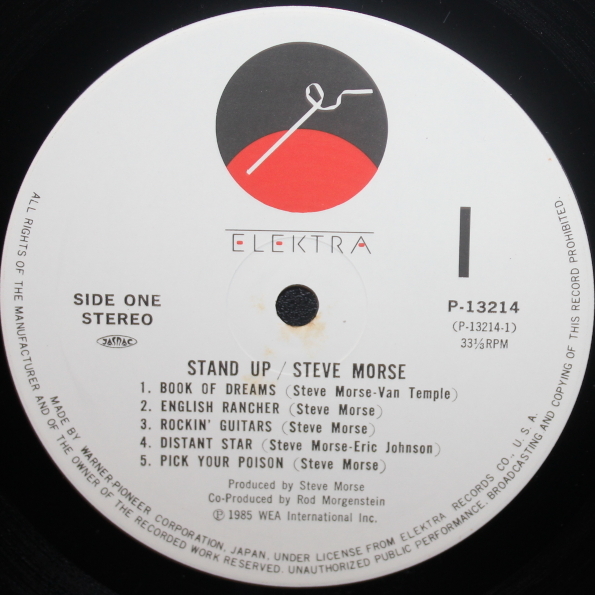 ELEKTRA
I
SIDE ONE
STEREO
JASRAC
P-13214
(P-13214-1)
33⅓RPM
STAND UP / STEVE MORSE
1. BOOK OF DREAMS (Steve Morse-Van Temple)
2. ENGLISH RANCHER (Steve Morse)
3. ROCKIN' GUITARS (Steve Morse)
4. DISTANT STAR (Steve Morse-Eric Johnson)
5. PICK YOUR POISON (Steve Morse)
Produced by Steve Morse
Co-Produced by Rod Morgenstein
Ⓟ 1985 WEA International Inc.
MADE BY WARNER-PIONEER CORPORATION, JAPAN, UNDER LICENSE FROM ELEKTRA RECORDS CO., U.S.A.
ALL RIGHTS OF THE MANUFACTURER AND OF THE OWNER OF THE RECORDED WORK RESERVED. UNAUTHORIZED PUBLIC PERFORMANCE, BROADCASTING AND COPYING OF THIS RECORD PROHIBITED.